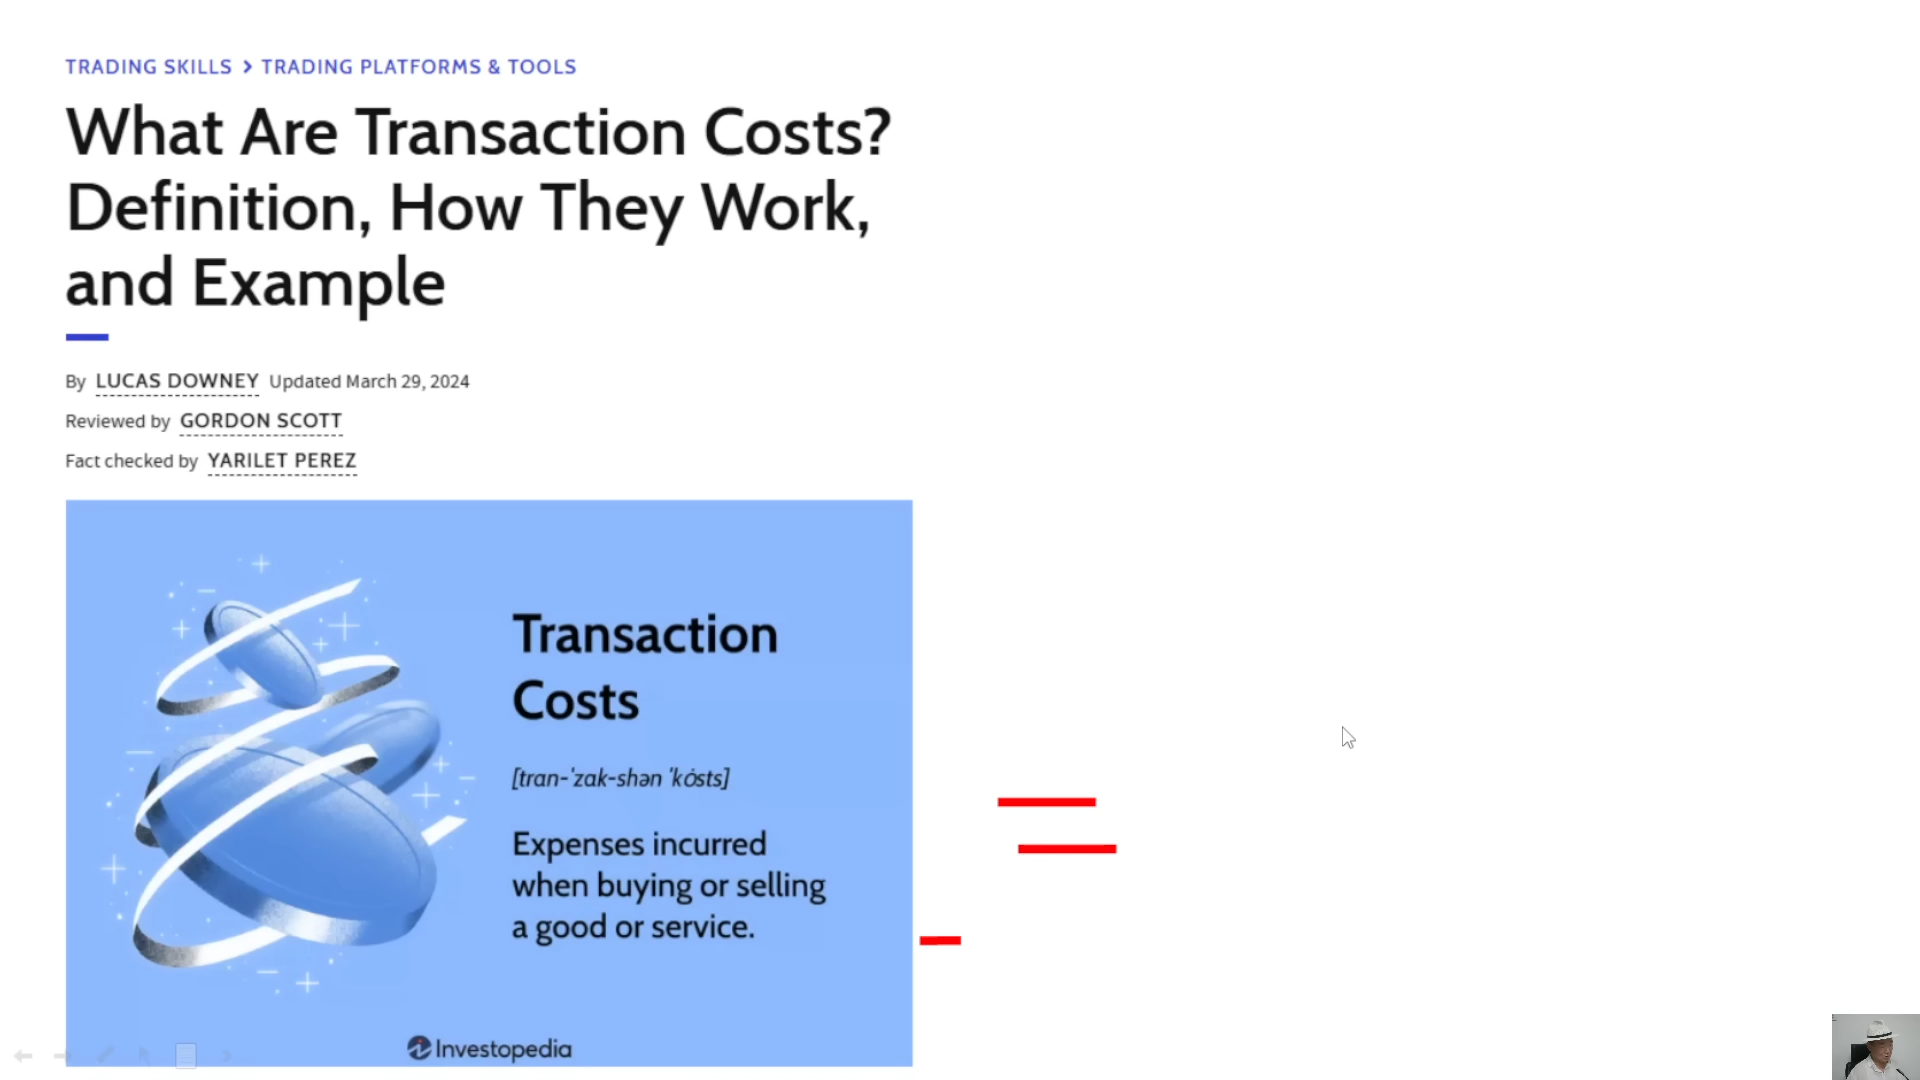 TRADING SKILLS > TRADING PLATFORMS & TOOLS
What Are Transaction Costs?
Definition, How They Work,
and Example
By LUCAS DOWNEY Updated March 29, 2024
Reviewed by GORDON SCOTT
Fact checked by YARILET PEREZ
Transaction
Costs
[tran-ˈzak-shən ˈkȯsts]
Expenses incurred
when buying or selling
a good or service.
Investopedia